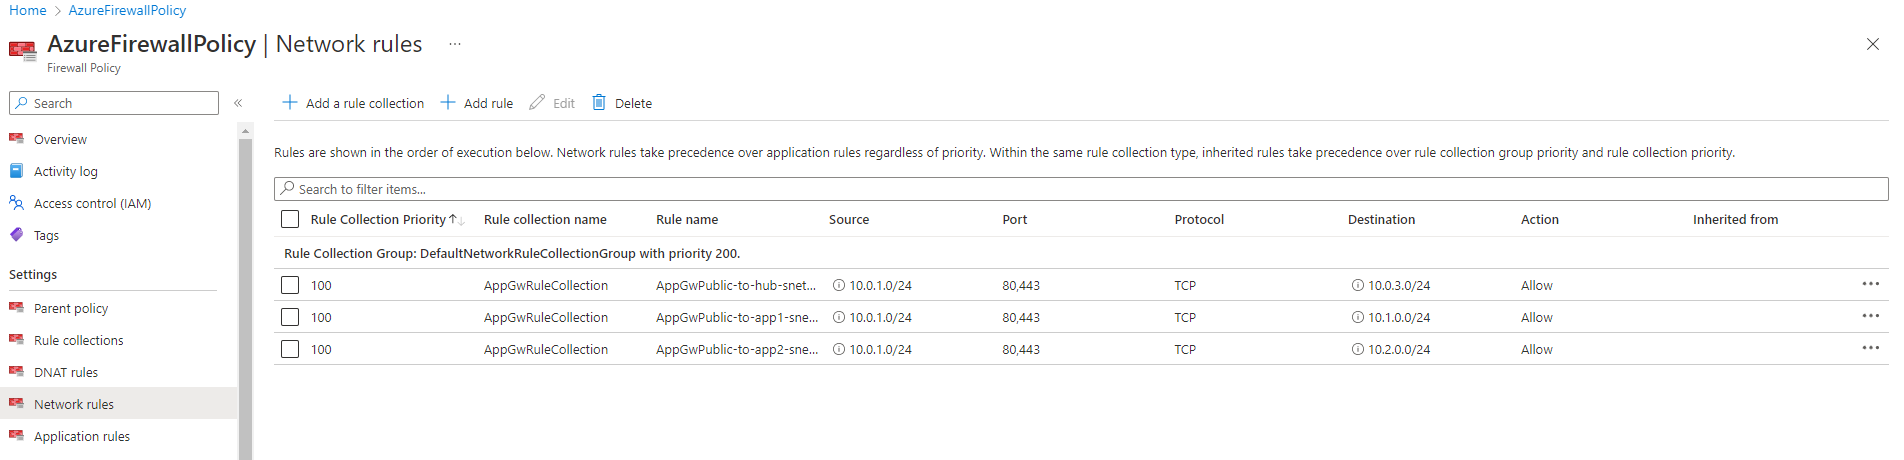 Home > AzureFirewallPolicy
AzureFirewallPolicy | Network rules ...
Firewall Policy
Search
«
Overview
Activity log
Access control (IAM)
Tags
Settings
Parent policy
Rule collections
DNAT rules
Network rules
Application rules
+ Add a rule collection + Add rule Edit Delete
Rules are shown in the order of execution below. Network rules take precedence over application rules regardless of priority. Within the same rule collection type, inherited rules take precedence over rule collection group priority and rule collection priority.
Search to filter items...
Rule Collection Priority ↑↓ Rule collection name Rule name Source Port Protocol Destination Action Inherited from
Rule Collection Group: DefaultNetworkRuleCollectionGroup with priority 200.
100 AppGwRuleCollection AppGwPublic-to-hub-snet... 10.0.1.0/24 80,443 TCP 10.0.3.0/24 Allow ...
100 AppGwRuleCollection AppGwPublic-to-app1-sne... 10.0.1.0/24 80,443 TCP 10.1.0.0/24 Allow ...
100 AppGwRuleCollection AppGwPublic-to-app2-sne... 10.0.1.0/24 80,443 TCP 10.2.0.0/24 Allow ...